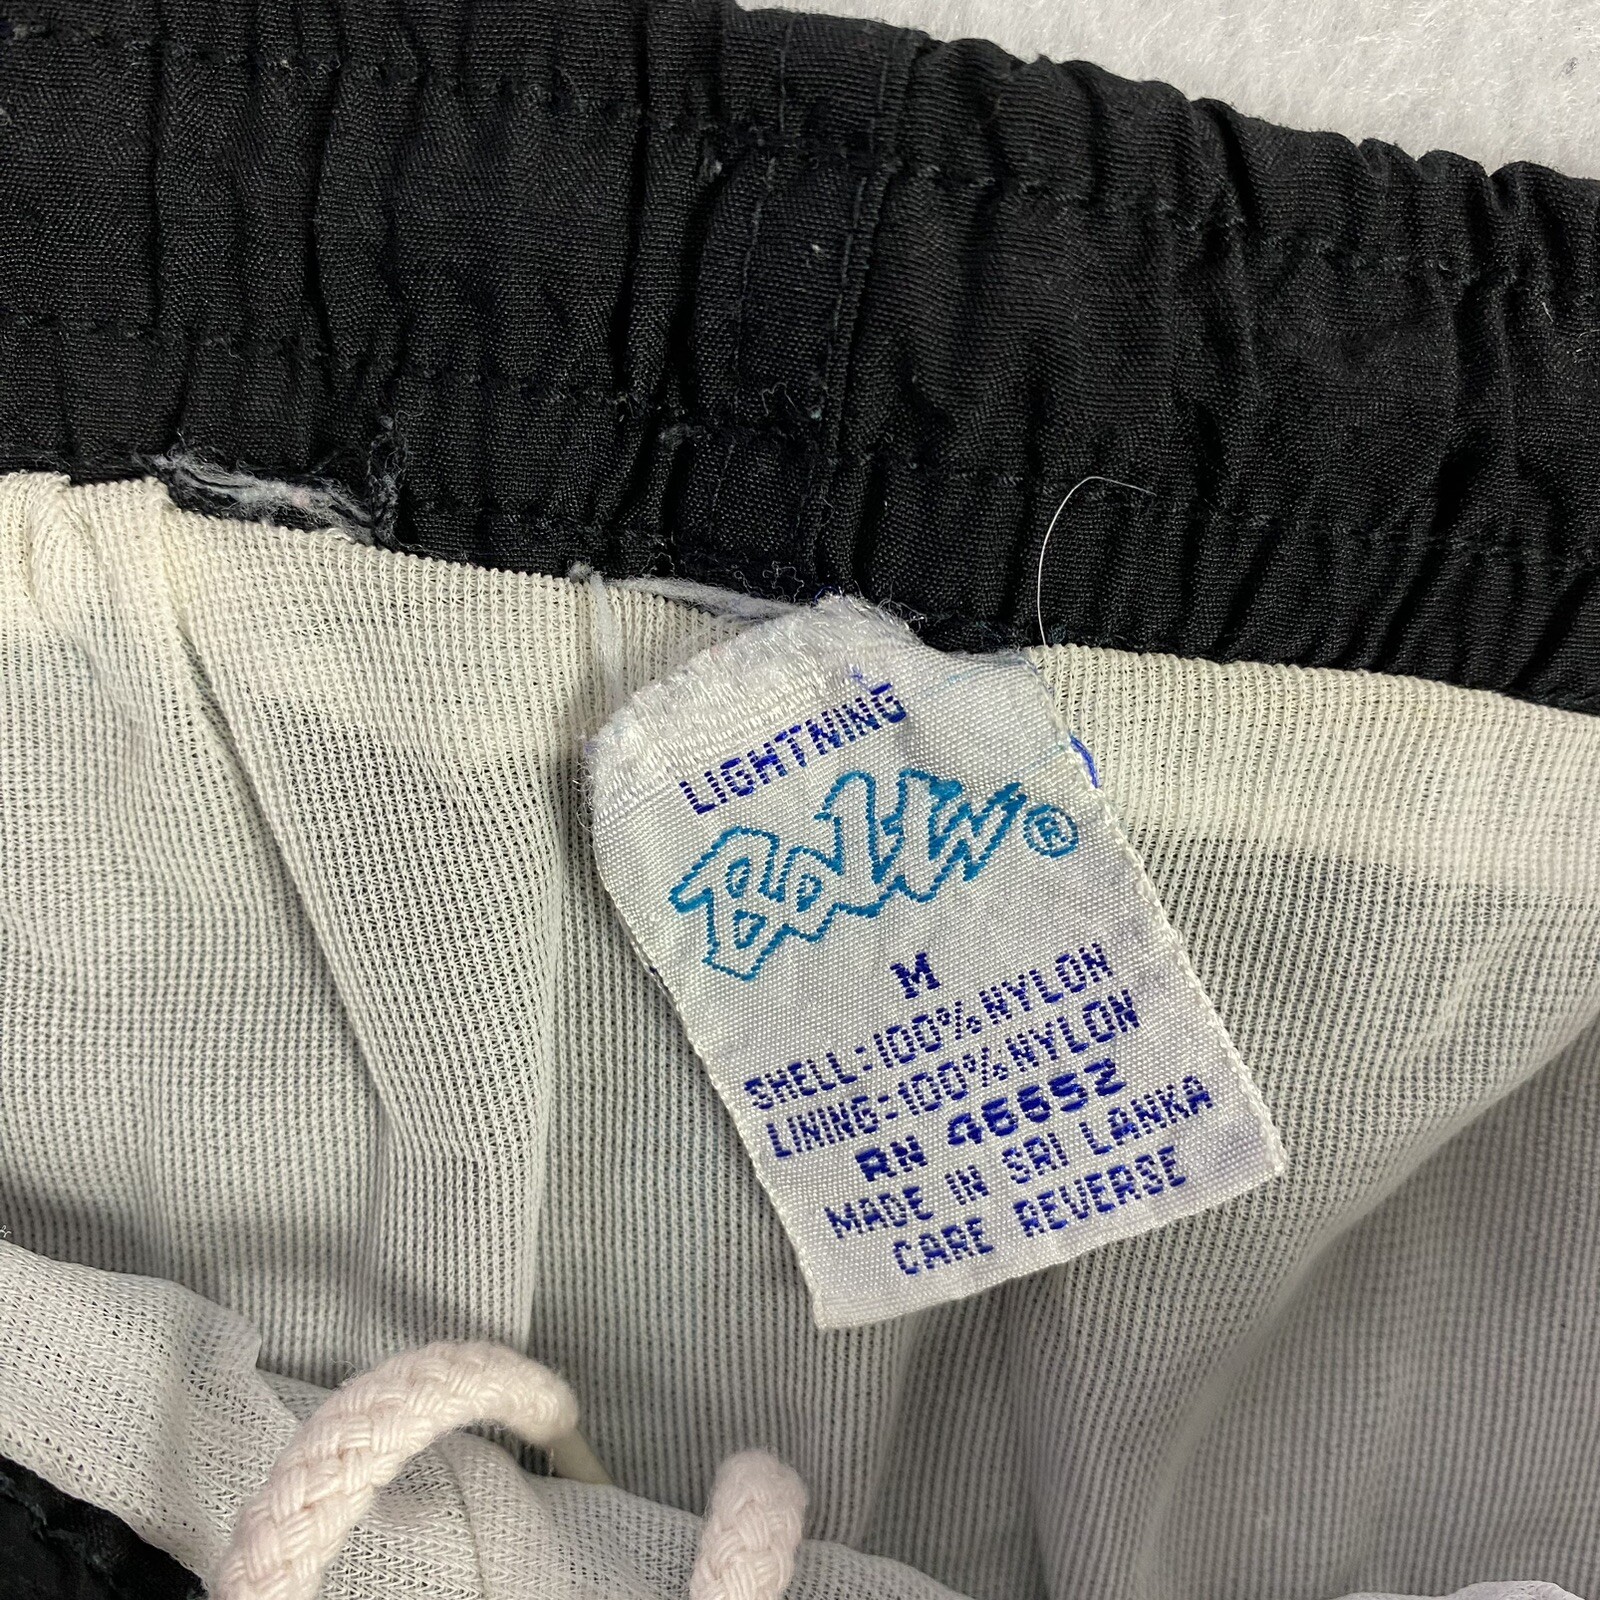 LIGHTNING
Bolt ®
M
SHELL:100%NYLON
LINING:100%NYLON
RN 46652
MADE IN SRI LANKA
CARE REVERSE